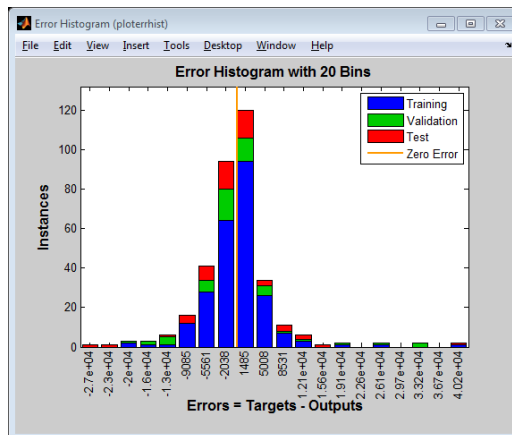 Error Histogram (ploterrhist)
File Edit View Insert Tools Desktop Window Help
Error Histogram with 20 Bins
Training
Validation
Test
Zero Error
Instances
120
100
80
60
40
20
0
-2.7e+04
-2.3e+04
-2e+04
-1.6e+04
-1.3e+04
-9085
-5561
-2038
1485
5008
8531
1.21e+04
1.56e+04
1.91e+04
2.26e+04
2.61e+04
2.97e+04
3.32e+04
3.67e+04
4.02e+04
Errors = Targets - Outputs